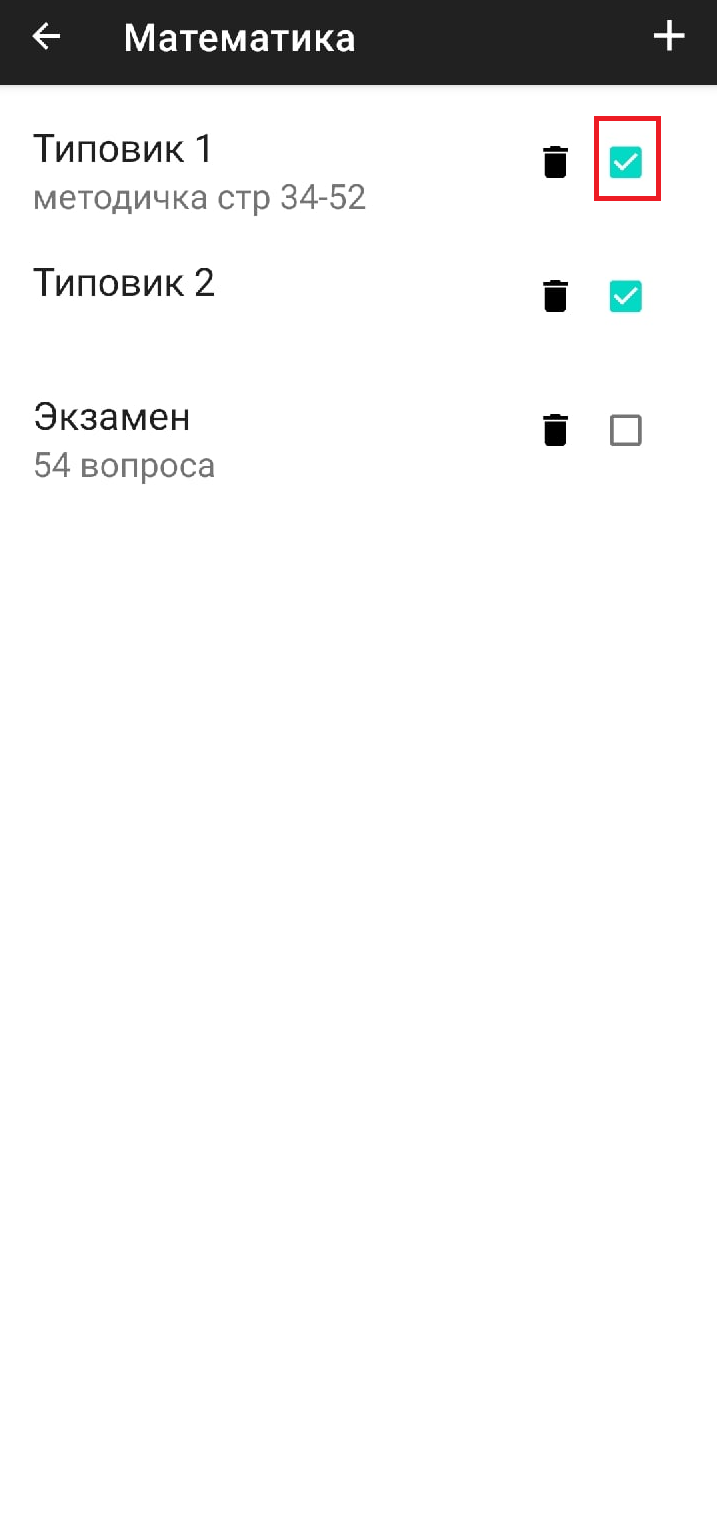 Математика
Типовик 1
методичка стр 34-52
Типовик 2
Экзамен
54 вопроса